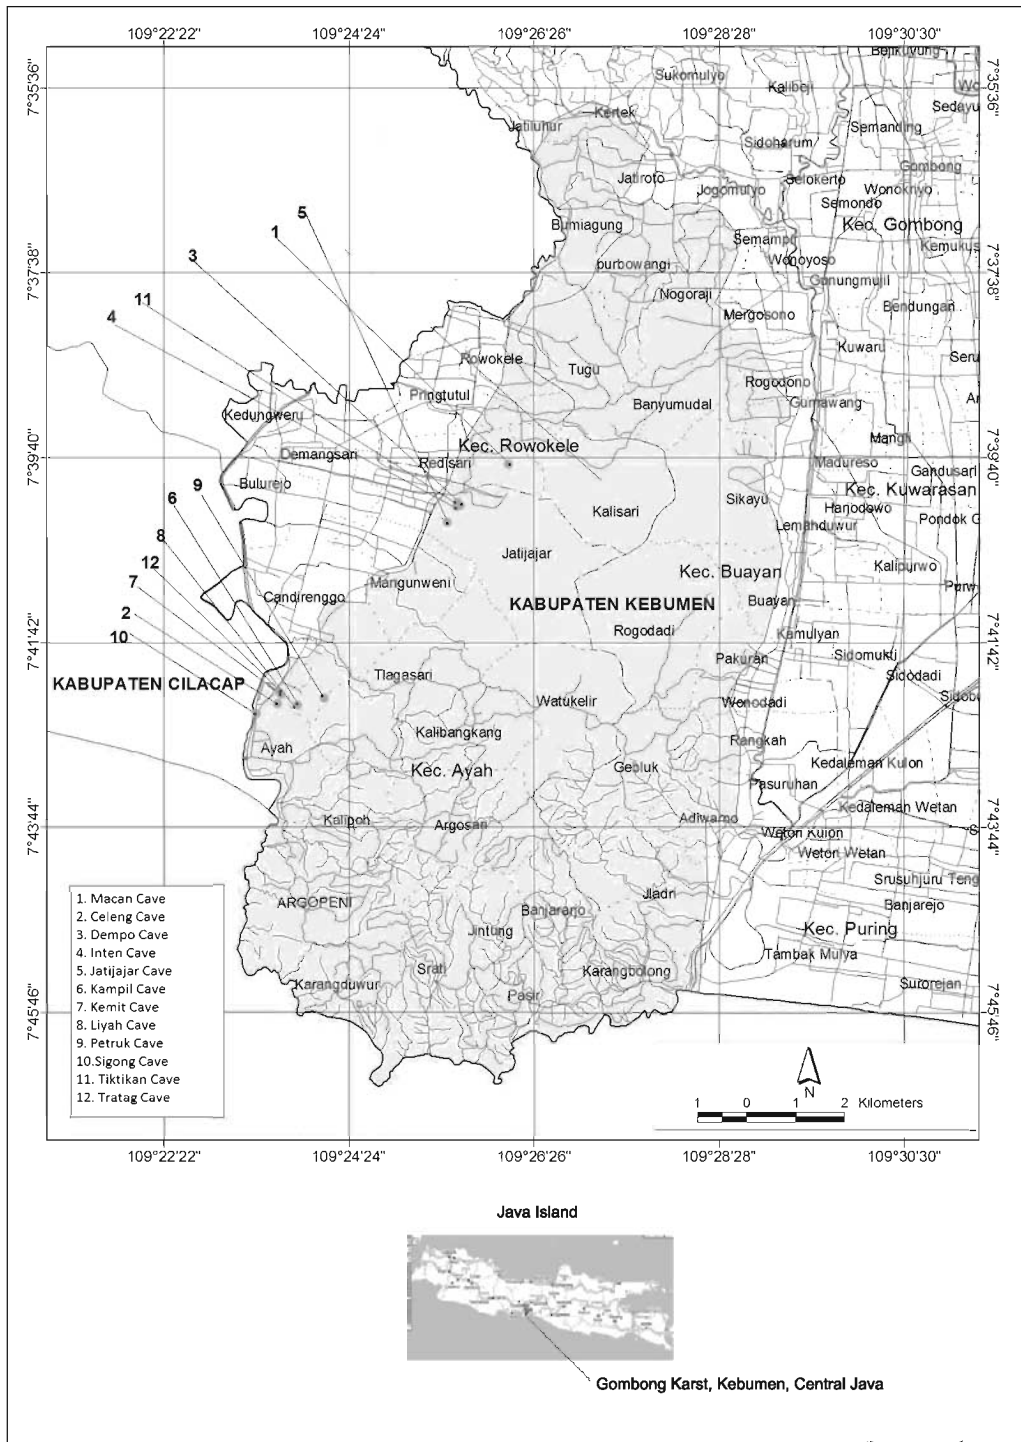 109°22'22" 109°24'24" 109°26'26" 109°28'28" 109°30'30"
7°35'36" 7°35'36"
7°37'38" 7°37'38"
7°39'40" 7°39'40"
7°41'42" 7°41'42"
7°43'44" 7°43'44"
7°45'46" 7°45'46"
Sukomulyo
Kalibeji
Kertek
Jatiluhur
Semanding
Sidoharum
Gombong
Jatiroto
Jogomulyo
Selokerto
Semondo
Kec. Gombong
Bumiagung
purbowangi
Wonoyoso
Gonungmujil
Nogoraji
Mergosono
Bendungan
Kuwaru
Rowokele
Tugu
Rogodono
Pringtutul
Banyumudal
Gumawang
Kedungweru
Kec. Rowokele
Demangsari
Redisari
Madureso
Bulurejo
Sikayu
Kec. Kuwarasan
Kalisari
Lemahduwur
Jatijajar
Kec. Buayan
Kalipurwo
Mangunweni
Candirenggo
KABUPATEN KEBUMEN
Buayan
Rogodadi
Kamulyan
Sidomukti
Pakuran
Sidodadi
KABUPATEN CILACAP
Tlagasari
Watukelir
Wonodadi
Ayah
Kalibangkang
Rangkah
Kec. Ayah
Gebluk
Kedaleman Kulon
Pasuruhan
Kalipoh
Argosari
Adiwarno
Kedaleman Wetan
Weton Kulon
Weton Wetan
ARGOPENI
Jladri
Banjararjo
Banjarejo
Jintung
Kec. Puring
Srati
Karangbolong
Tambak Mulya
Karangduwur
Pasir
Surorejan
5
1
3
11
4
9
6
8
12
7
2
10
1. Macan Cave
2. Celeng Cave
3. Dempo Cave
4. Inten Cave
5. Jatijajar Cave
6. Kampil Cave
7. Kemit Cave
8. Liyah Cave
9. Petruk Cave
10.Sigong Cave
11. Tiktikan Cave
12. Tratag Cave
N
1 0 1 2 Kilometers
109°22'22" 109°24'24" 109°26'26" 109°28'28" 109°30'30"
Java Island
Gombong Karst, Kebumen, Central Java